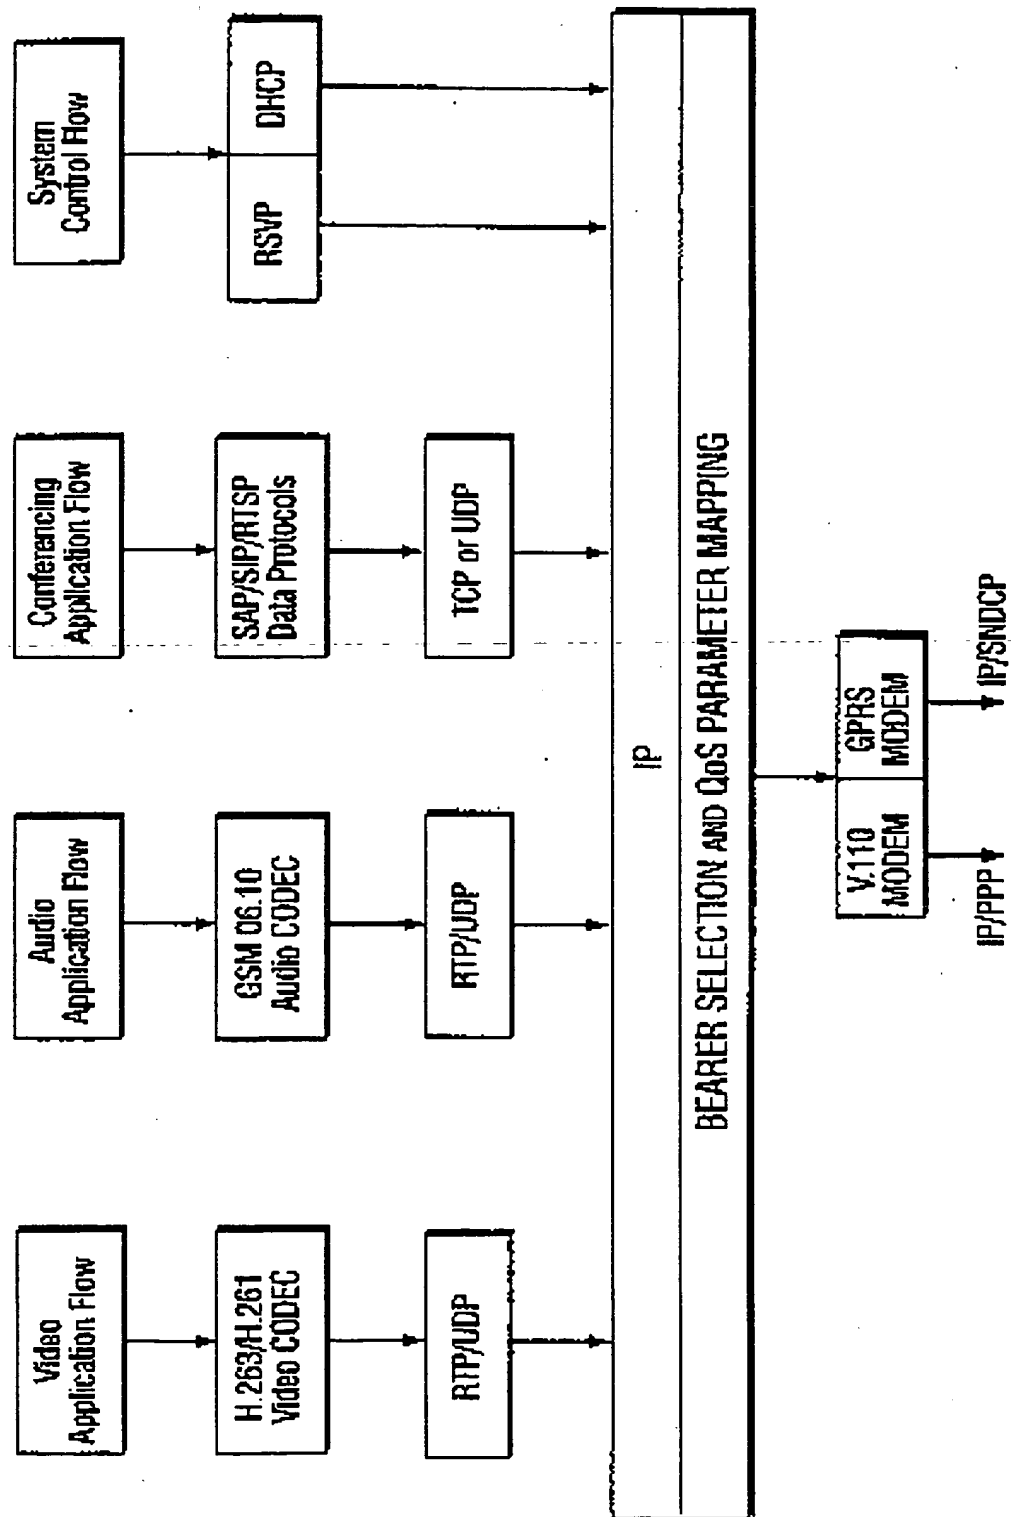 Video
Application Flow
Audio
Application Flow
Conferencing
Application Flow
System
Control Flow
H.263/H.261
Video CODEC
GSM 06.10
Audio CODEC
SAP/SIP/RTSP
Data Protocols
RSVP
DHCP
RTP/UDP
RTP/UDP
TCP or UDP
IP
BEARER SELECTION AND QoS PARAMETER MAPPING
V.110
MODEM
GPRS
MODEM
IP/PPP
IP/SNDCP